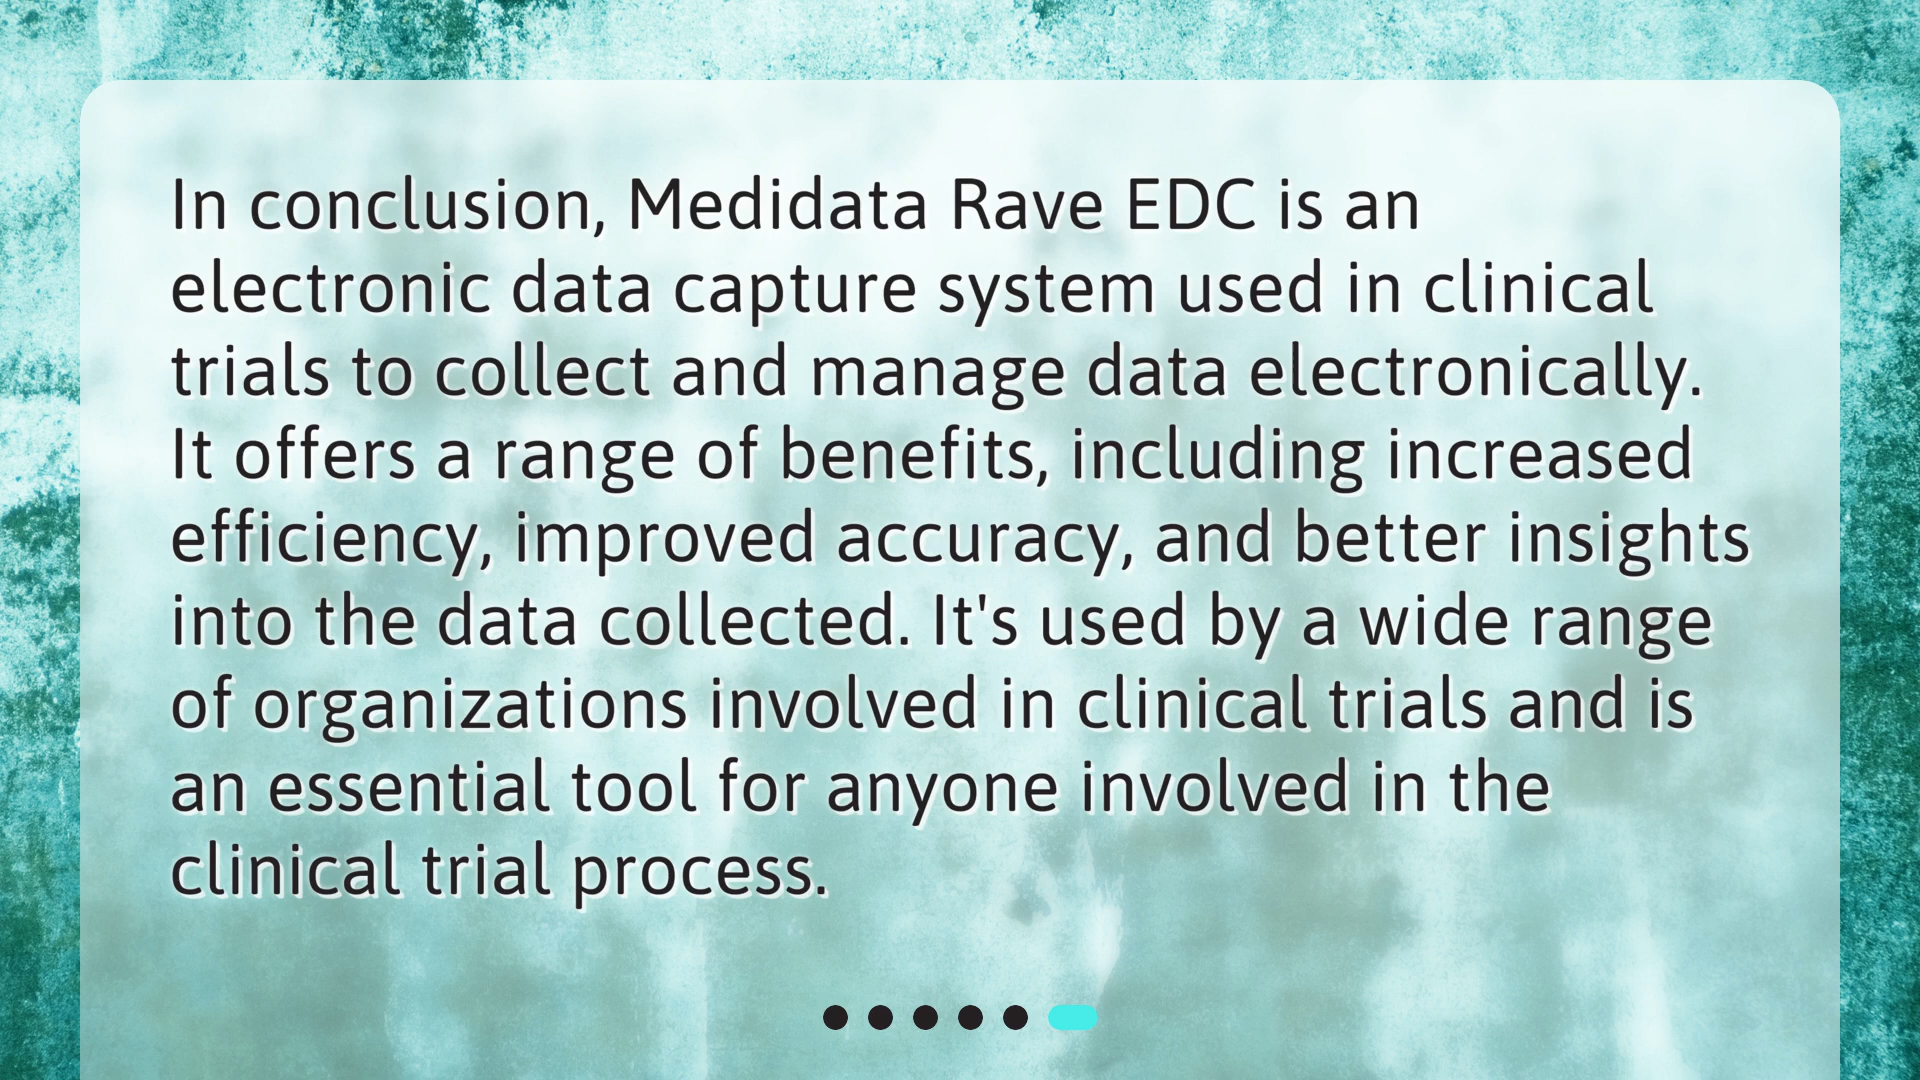 In conclusion, Medidata Rave EDC is an
electronic data capture system used in clinical
trials to collect and manage data electronically.
It offers a range of benefits, including increased
efficiency, improved accuracy, and better insights
into the data collected. It's used by a wide range
of organizations involved in clinical trials and is
an essential tool for anyone involved in the
clinical trial process.